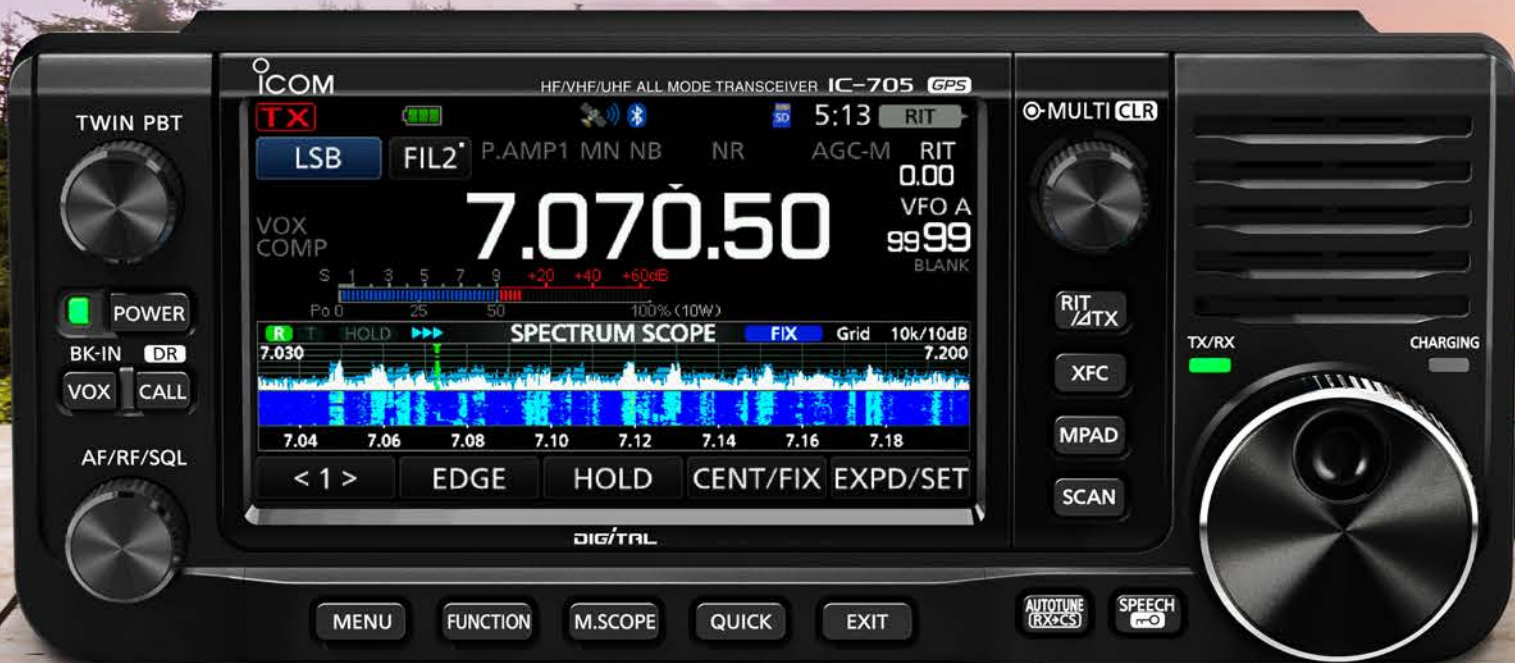 ICOM
HF/VHF/UHF ALL MODE TRANSCEIVER IC-705 GPS
TWIN PBT
MULTI CLR
TX SD 5:13 RIT
LSB FIL2 P.AMP1 MN NB NR AGC-M RIT
0.00
7.070.50
VFO A
VOX
COMP
99 99
BLANK
S 1 3 5 7 9 +20 +40 +60dB
Po 0 25 50 100% (10W)
POWER
R T HOLD SPECTRUM SCOPE FIX Grid 10k/10dB
7.030 7.200
7.04 7.06 7.08 7.10 7.12 7.14 7.16 7.18
BK-IN DR
VOX CALL
AF/RF/SQL
< 1 > EDGE HOLD CENT/FIX EXPD/SET
DIGITAL
RIT
/⊿TX
XFC
MPAD
SCAN
TX/RX CHARGING
MENU FUNCTION M.SCOPE QUICK EXIT
AUTOTUNE
(RX→CS)
SPEECH